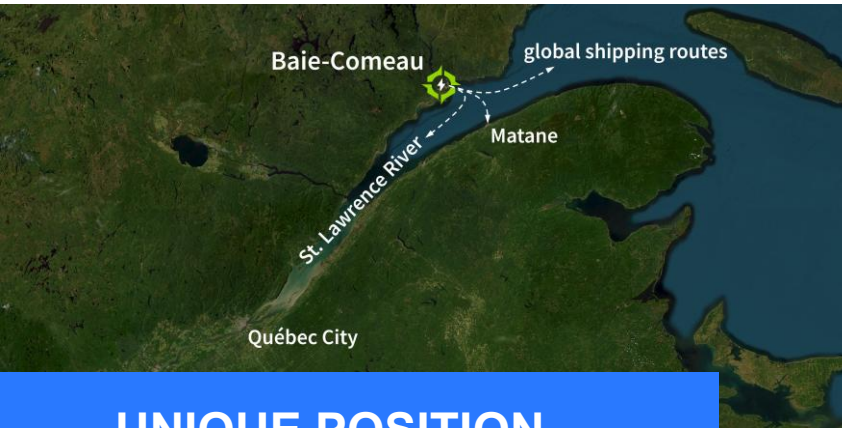 Baie-Comeau
global shipping routes
Matane
St. Lawrence River
Québec City
UNIQUE POSITION